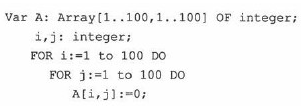 Var A: Array[1..100,1..100] OF integer;
i,j: integer;
FOR i:=1 to 100 DO
FOR j:=1 to 100 DO
A[i,j]:=0;